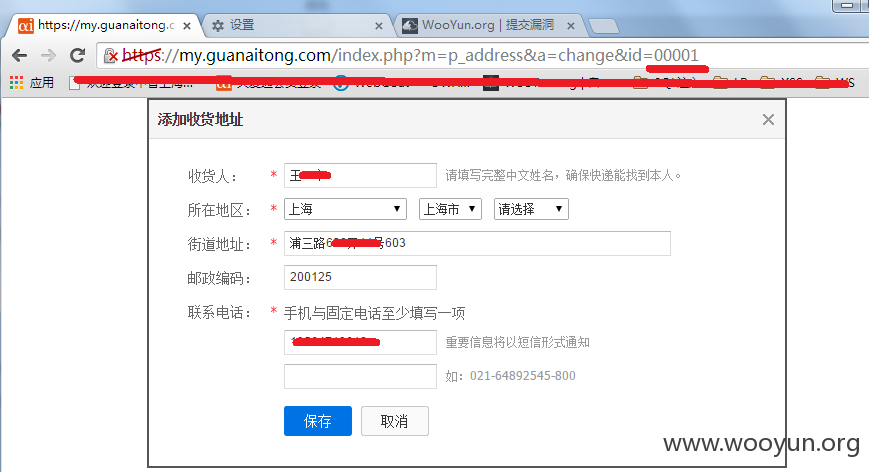 https://my.guanaitong.c
设置
WooYun.org | 提交漏洞
https://my.guanaitong.com/index.php?m=p_address&a=change&id=00001
应用
添加收货地址
收货人： * 王 请填写完整中文姓名，确保快递能找到本人。
所在地区： * 上海 上海市 请选择
街道地址： * 浦三路6 号603
邮政编码： 200125
联系电话： * 手机与固定电话至少填写一项
重要信息将以短信形式通知
如：021-64892545-800
保存 取消
www.wooyun.org